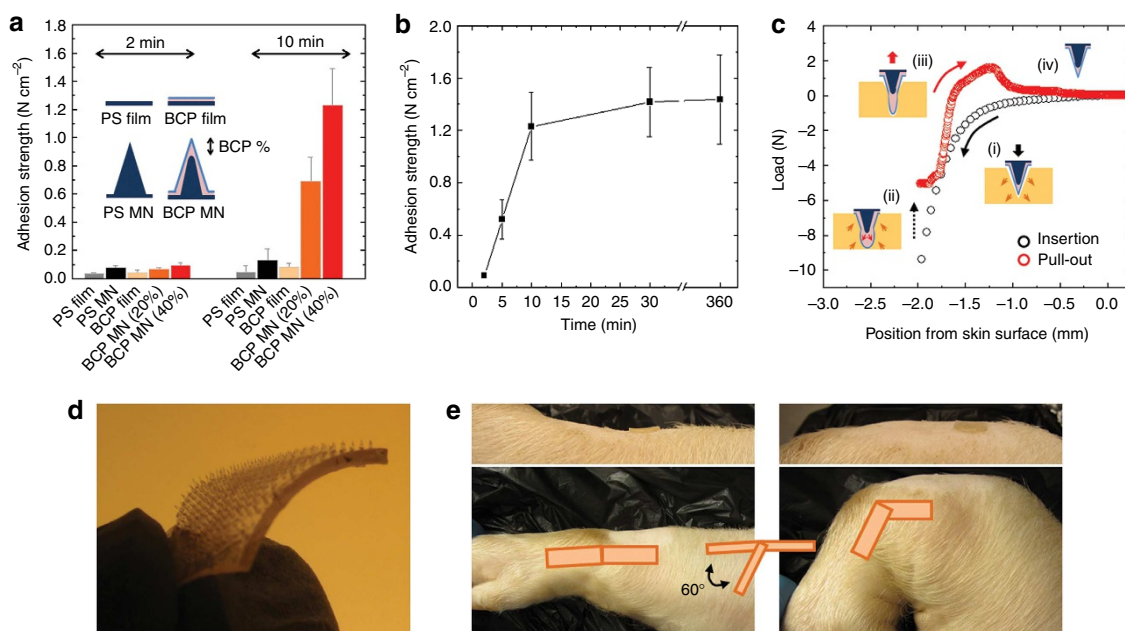 a
2 min
10 min
Adhesion strength (N cm−2)
1.8
1.6
1.4
1.2
1.0
0.8
0.6
0.4
0.2
0.0
PS film
BCP film
BCP %
PS MN
BCP MN
PS film
PS MN
BCP film
BCP MN (20%)
BCP MN (40%)
PS film
PS MN
BCP film
BCP MN (20%)
BCP MN (40%)
b
Adhesion strength (N cm−2)
2.0
1.6
1.2
0.8
0.4
0.0
0 5 10 15 20 25 30 360
Time (min)
c
Load (N)
4
2
0
−2
−4
−6
−8
−10
(iii)
(iv)
(i)
(ii)
Insertion
Pull-out
−3.0 −2.5 −2.0 −1.5 −1.0 −0.5 0.0
Position from skin surface (mm)
d
e
60°